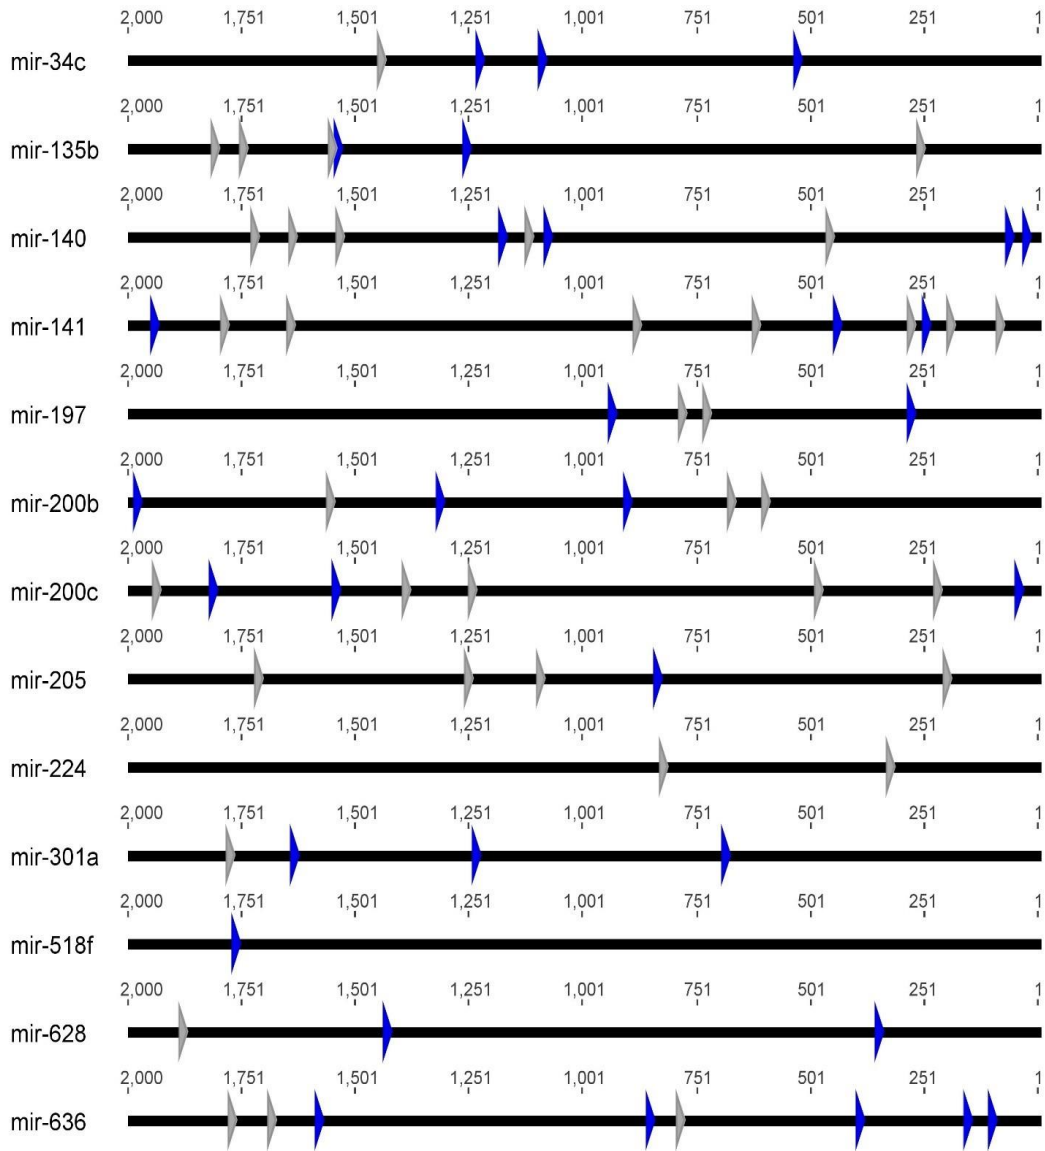 2,000 1,751 1,501 1,251 1,001 751 501 251 1
mir-34c
2,000 1,751 1,501 1,251 1,001 751 501 251 1
mir-135b
2,000 1,751 1,501 1,251 1,001 751 501 251 1
mir-140
2,000 1,751 1,501 1,251 1,001 751 501 251 1
mir-141
2,000 1,751 1,501 1,251 1,001 751 501 251 1
mir-197
2,000 1,751 1,501 1,251 1,001 751 501 251 1
mir-200b
2,000 1,751 1,501 1,251 1,001 751 501 251 1
mir-200c
2,000 1,751 1,501 1,251 1,001 751 501 251 1
mir-205
2,000 1,751 1,501 1,251 1,001 751 501 251 1
mir-224
2,000 1,751 1,501 1,251 1,001 751 501 251 1
mir-301a
2,000 1,751 1,501 1,251 1,001 751 501 251 1
mir-518f
2,000 1,751 1,501 1,251 1,001 751 501 251 1
mir-628
2,000 1,751 1,501 1,251 1,001 751 501 251 1
mir-636